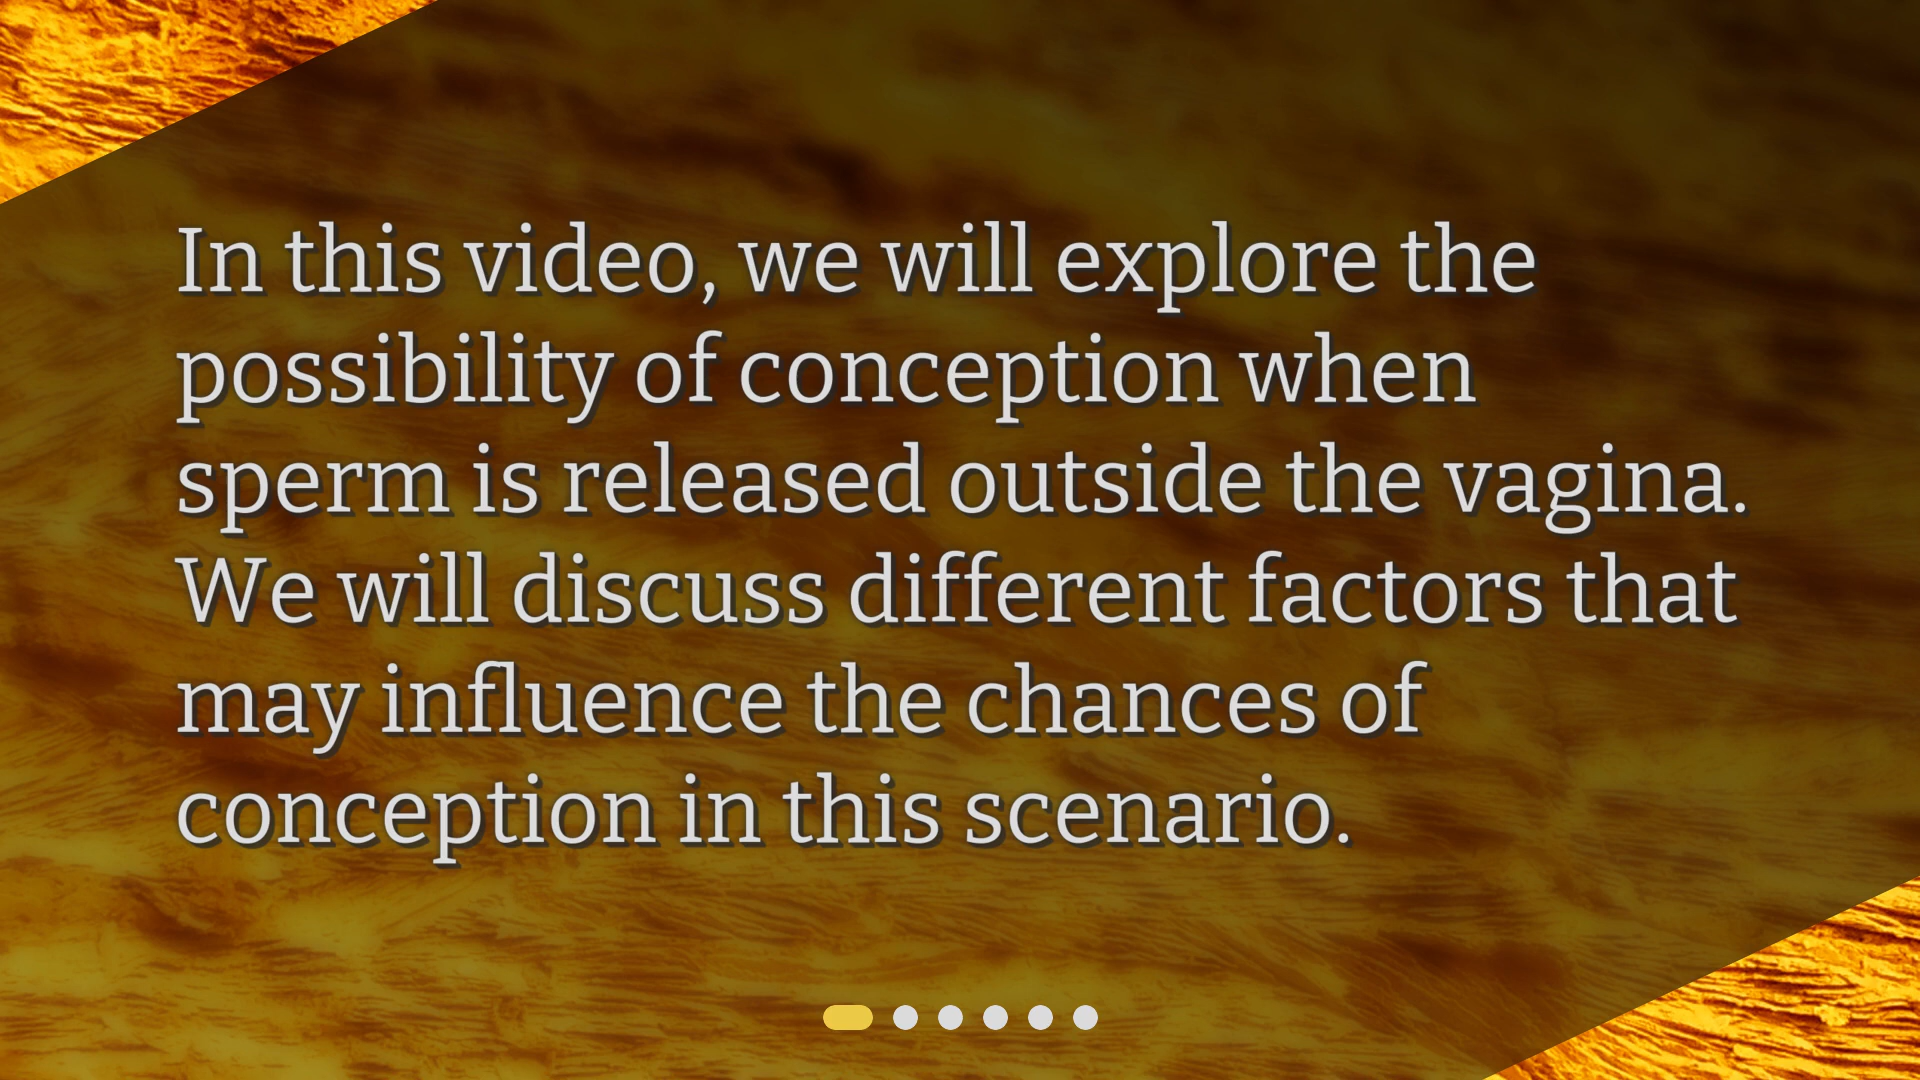 In this video, we will explore the
possibility of conception when
sperm is released outside the vagina.
We will discuss different factors that
may influence the chances of
conception in this scenario.